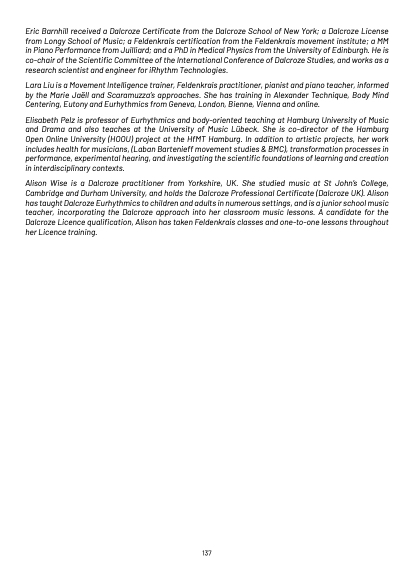 Eric Barnhill received a Dalcroze Certificate from the Dalcroze School of New York; a Dalcroze License
from Longy School of Music; a Feldenkrais certification from the Feldenkrais movement institute; a MM
in Piano Performance from Juilliard; and a PhD in Medical Physics from the University of Edinburgh. He is
co-chair of the Scientific Committee of the International Conference of Dalcroze Studies, and works as a
research scientist and engineer for iRhythm Technologies.
Lara Liu is a Movement Intelligence trainer, Feldenkrais practitioner, pianist and piano teacher, informed
by the Marie Jaëll and Scaramuzza's approaches. She has training in Alexander Technique, Body Mind
Centering, Eutony and Eurhythmics from Geneva, London, Bienne, Vienna and online.
Elisabeth Pelz is professor of Eurhythmics and body-oriented teaching at Hamburg University of Music
and Drama and also teaches at the University of Music Lübeck. She is co-director of the Hamburg
Open Online University (HOOU) project at the HfMT Hamburg. In addition to artistic projects, her work
includes health for musicians, (Laban Bartenieff movement studies & BMC), transformation processes in
performance, experimental hearing, and investigating the scientific foundations of learning and creation
in interdisciplinary contexts.
Alison Wise is a Dalcroze practitioner from Yorkshire, UK. She studied music at St John's College,
Cambridge and Durham University, and holds the Dalcroze Professional Certificate (Dalcroze UK). Alison
has taught Dalcroze Eurhythmics to children and adults in numerous settings, and is a junior school music
teacher, incorporating the Dalcroze approach into her classroom music lessons. A candidate for the
Dalcroze Licence qualification, Alison has taken Feldenkrais classes and one-to-one lessons throughout
her Licence training.
137